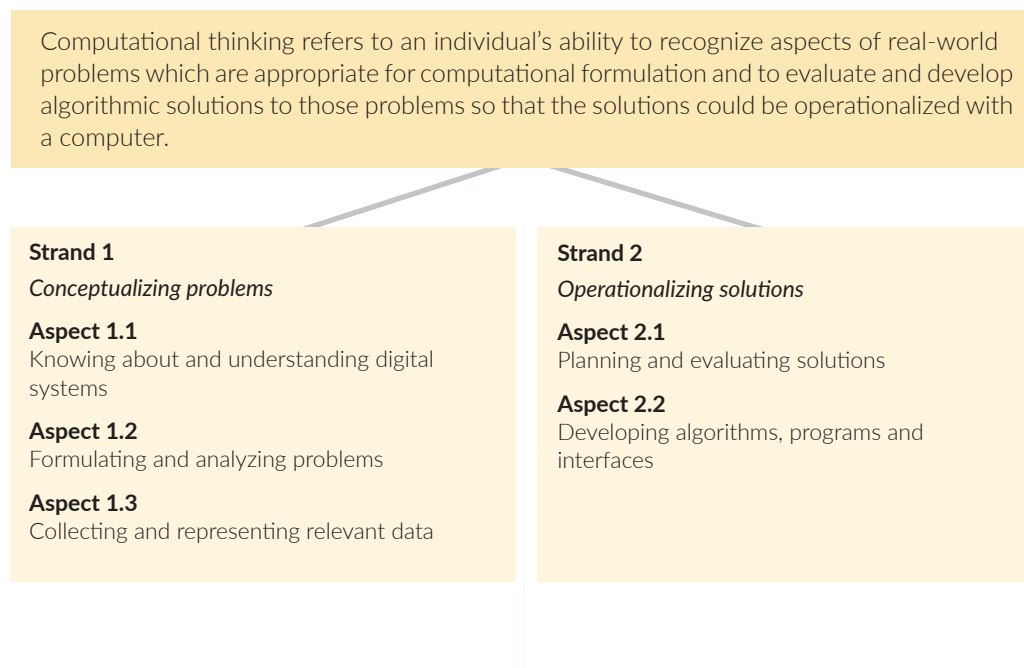 Computational thinking refers to an individual’s ability to recognize aspects of real-world
problems which are appropriate for computational formulation and to evaluate and develop
algorithmic solutions to those problems so that the solutions could be operationalized with
a computer.
Strand 1
Conceptualizing problems
Aspect 1.1
Knowing about and understanding digital
systems
Aspect 1.2
Formulating and analyzing problems
Aspect 1.3
Collecting and representing relevant data
Strand 2
Operationalizing solutions
Aspect 2.1
Planning and evaluating solutions
Aspect 2.2
Developing algorithms, programs and
interfaces